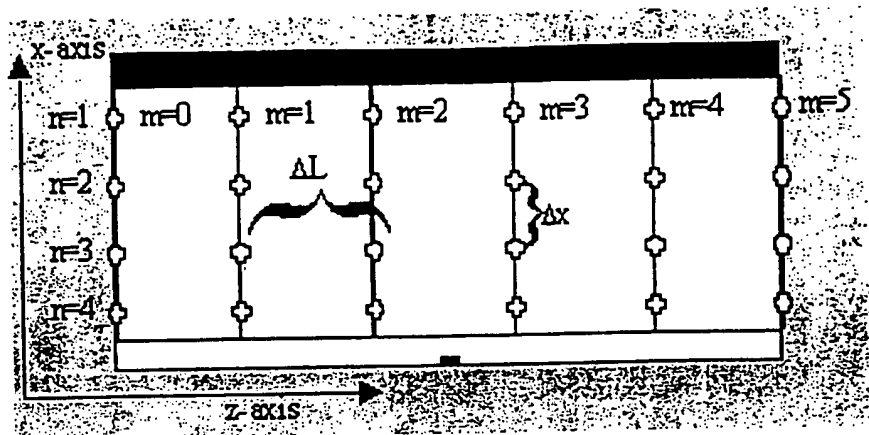 x-axis
n=1 m=0 m=1 m=2 m=3 m=4 m=5
n=2 ΔL
Δx
n=3
n=4
z-axis